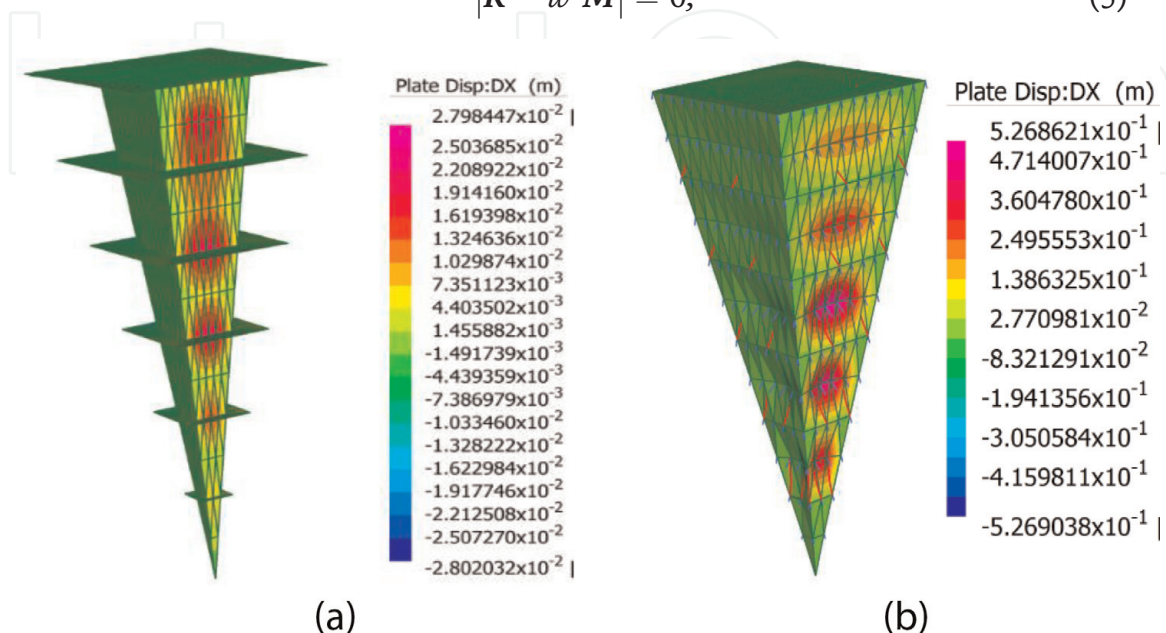 |K − w M| = 0, (5)
Plate Disp:DX (m)
2.798447x10⁻² |
2.503685x10⁻²
2.208922x10⁻²
1.914160x10⁻²
1.619398x10⁻²
1.324636x10⁻²
1.029874x10⁻²
7.351123x10⁻³
4.403502x10⁻³
1.455882x10⁻³
-1.491739x10⁻³
-4.439359x10⁻³
-7.386979x10⁻³
-1.033460x10⁻²
-1.328222x10⁻²
-1.622984x10⁻²
-1.917746x10⁻²
-2.212508x10⁻²
-2.507270x10⁻²
-2.802032x10⁻² |
(a)
Plate Disp:DX (m)
5.268621x10⁻¹ |
4.714007x10⁻¹
3.604780x10⁻¹
2.495553x10⁻¹
1.386325x10⁻¹
2.770981x10⁻²
-8.321291x10⁻²
-1.941356x10⁻¹
-3.050584x10⁻¹
-4.159811x10⁻¹
-5.269038x10⁻¹ |
(b)